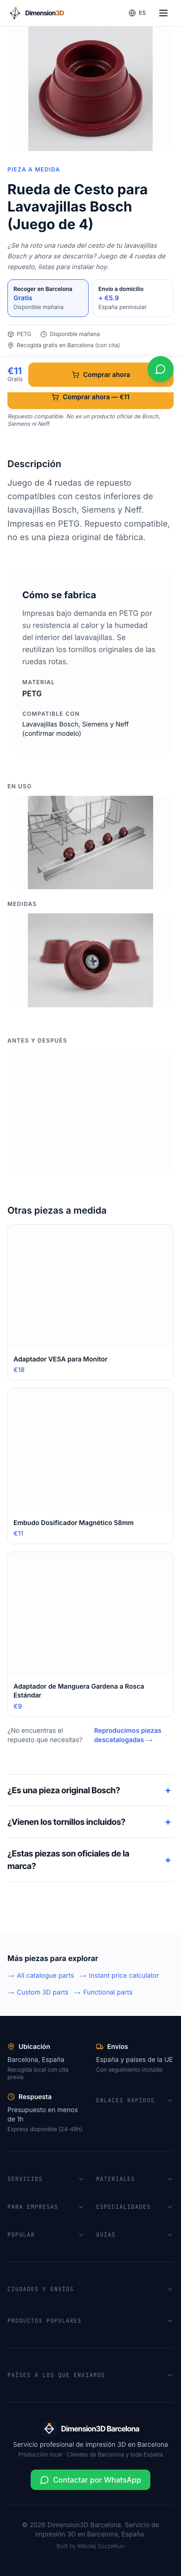 Dimension3D
ES
PIEZA A MEDIDA
Rueda de Cesto para
Lavavajillas Bosch
(Juego de 4)
¿Se ha roto una rueda del cesto de tu lavavajillas
Bosch y ahora se descarrila? Juego de 4 ruedas de
repuesto, listas para instalar hoy.
Recoger en Barcelona
Gratis
Disponible mañana
Envío a domicilio
+ €5.9
España peninsular
PETG
Disponible mañana
Recogida gratis en Barcelona (con cita)
€11
Gratis
Comprar ahora
Comprar ahora — €11
Repuesto compatible. No es un producto oficial de Bosch,
Siemens ni Neff.
Descripción
Juego de 4 ruedas de repuesto
compatibles con cestos inferiores de
lavavajillas Bosch, Siemens y Neff.
Impresas en PETG. Repuesto compatible,
no es una pieza original de fábrica.
Cómo se fabrica
Impresas bajo demanda en PETG por
su resistencia al calor y la humedad
del interior del lavavajillas. Se
reutilizan los tornillos originales de las
ruedas rotas.
MATERIAL
PETG
COMPATIBLE CON
Lavavajillas Bosch, Siemens y Neff
(confirmar modelo)
EN USO
MEDIDAS
ANTES Y DESPUÉS
Otras piezas a medida
Adaptador VESA para Monitor
€18
Embudo Dosificador Magnético 58mm
€11
Adaptador de Manguera Gardena a Rosca
Estándar
€9
¿No encuentras el
repuesto que necesitas?
Reproducimos piezas
descatalogadas →
¿Es una pieza original Bosch? +
¿Vienen los tornillos incluidos? +
¿Estas piezas son oficiales de la
marca? +
Más piezas para explorar
→ All catalogue parts → Instant price calculator
→ Custom 3D parts → Functional parts
Ubicación
Barcelona, España
Recogida local con cita
previa
Envíos
España y países de la UE
Con seguimiento incluido
Respuesta
Presupuesto en menos
de 1h
Express disponible (24-48h)
ENLACES RÁPIDOS
SERVICIOS
MATERIALES
PARA EMPRESAS
ESPECIALIDADES
POPULAR
GUÍAS
CIUDADES Y ENVÍOS
PRODUCTOS POPULARES
PAÍSES A LOS QUE ENVIAMOS
Dimension3D Barcelona
Servicio profesional de impresión 3D en Barcelona
Producción local · Clientes de Barcelona y toda España
Contactar por WhatsApp
© 2026 Dimension3D Barcelona. Servicio de
impresión 3D en Barcelona, España.
Built by Mikołaj Szczełkun